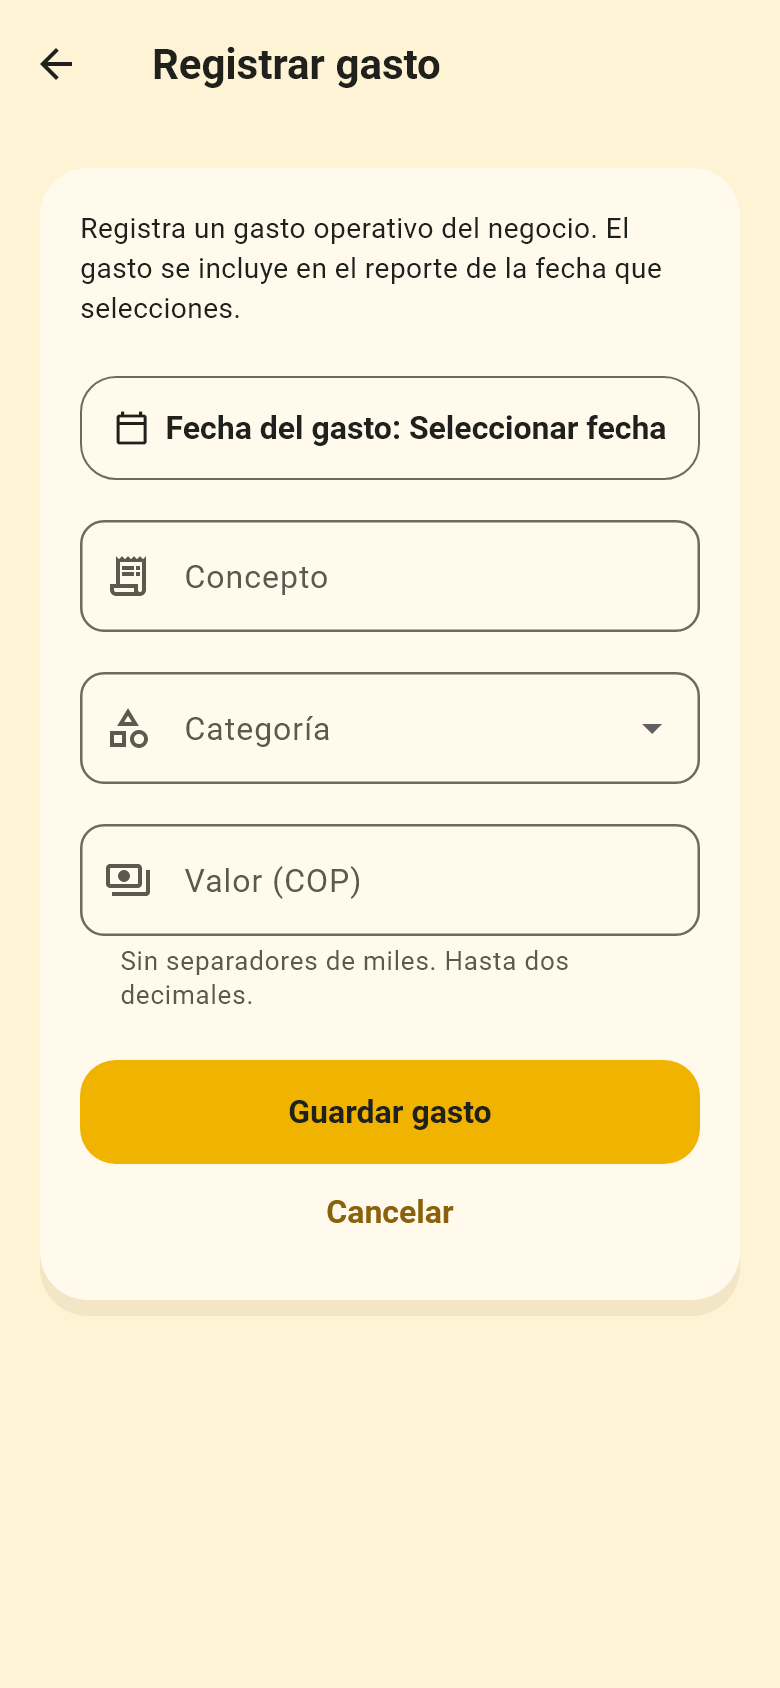 Registrar gasto
Registra un gasto operativo del negocio. El
gasto se incluye en el reporte de la fecha que
selecciones.
Fecha del gasto: Seleccionar fecha
Concepto
Categoría
Valor (COP)
Sin separadores de miles. Hasta dos
decimales.
Guardar gasto
Cancelar